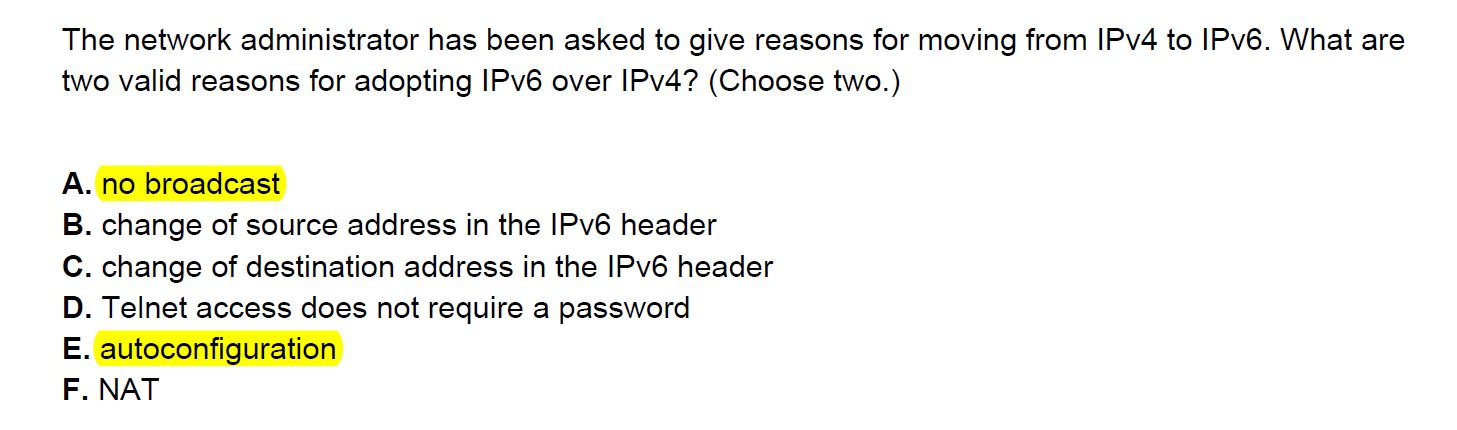 The network administrator has been asked to give reasons for moving from IPv4 to IPv6. What are
two valid reasons for adopting IPv6 over IPv4? (Choose two.)
A. no broadcast
B. change of source address in the IPv6 header
C. change of destination address in the IPv6 header
D. Telnet access does not require a password
E. autoconfiguration
F. NAT